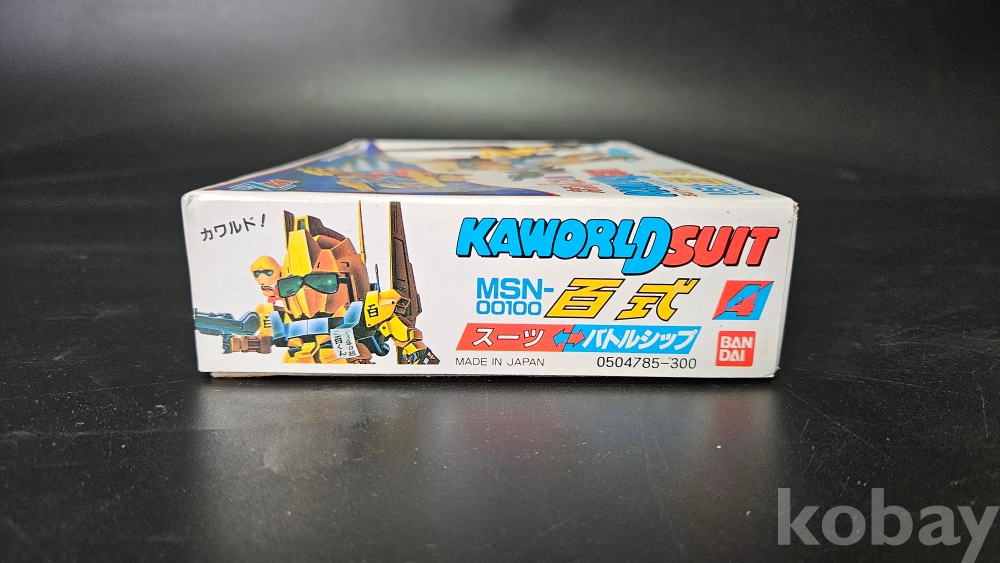 カワルド!
KAWORLD SUIT
MSN-00100 百式 4
スーツ ↔ バトルシップ
MADE IN JAPAN 0504785-300
BAN
DAI
kobay